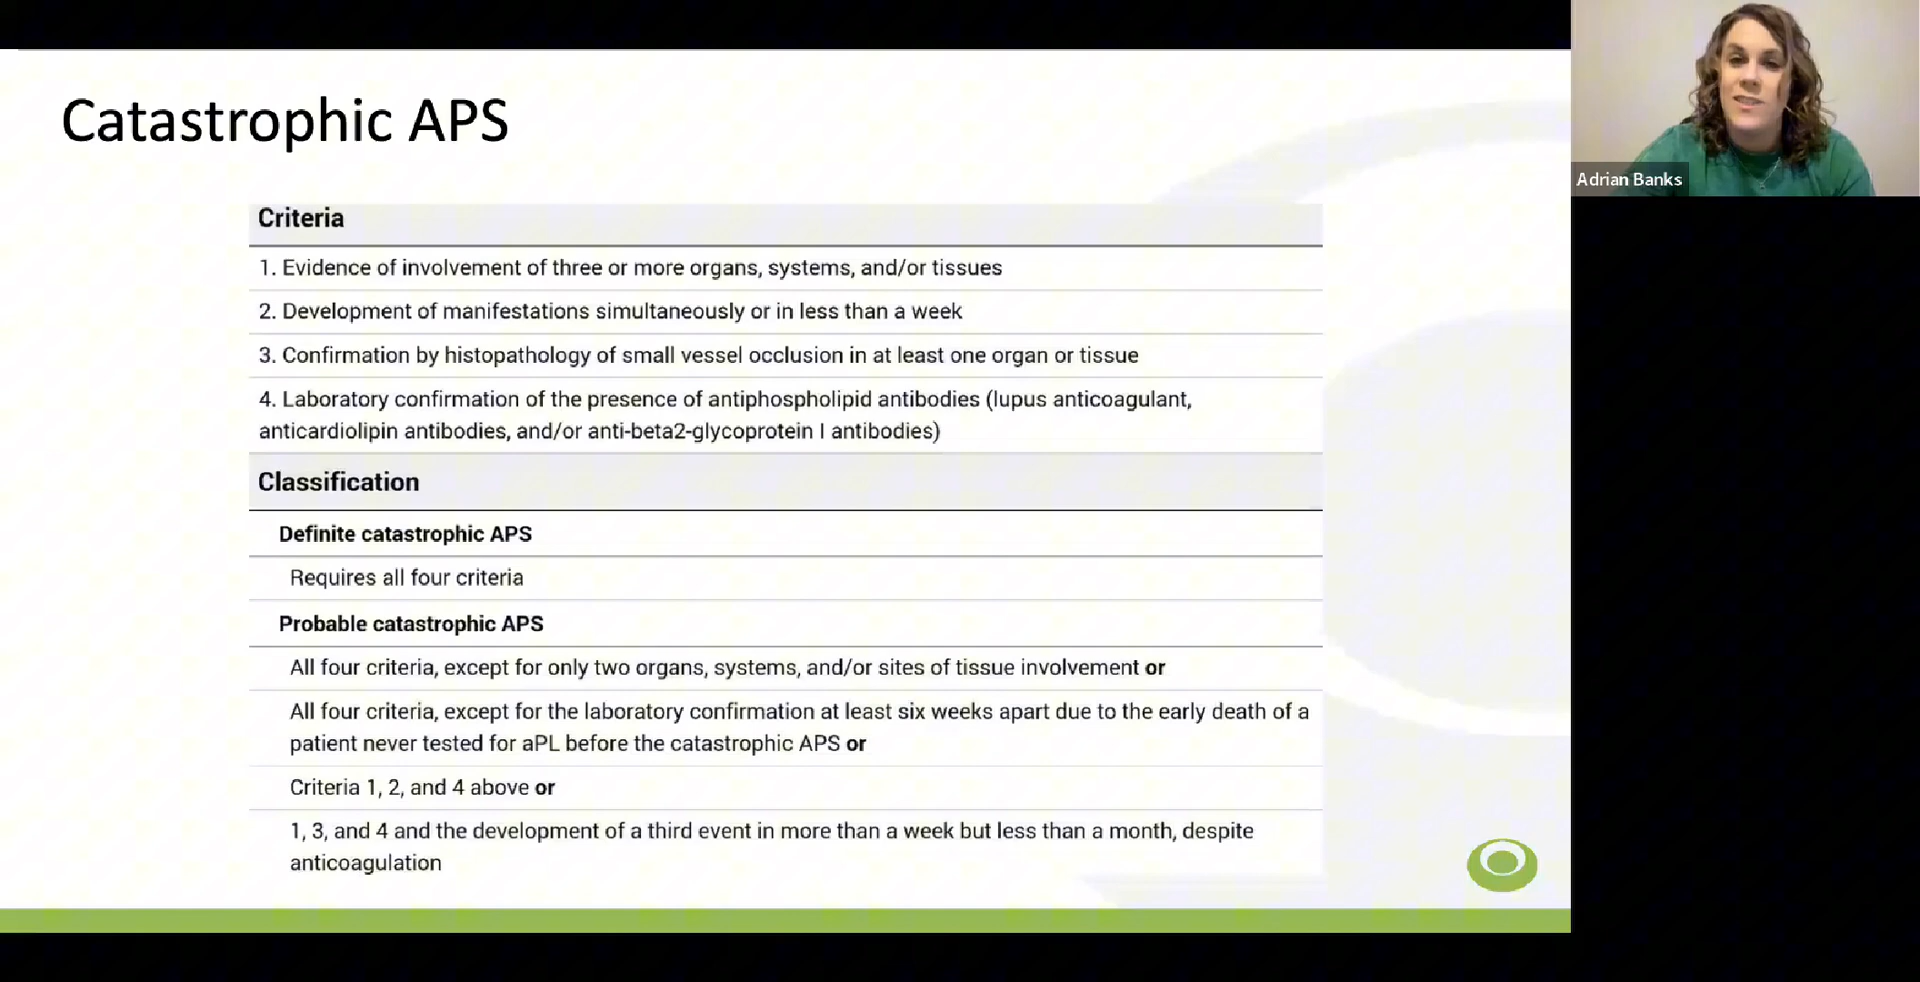 Catastrophic APS
Adrian Banks
Criteria
1. Evidence of involvement of three or more organs, systems, and/or tissues
2. Development of manifestations simultaneously or in less than a week
3. Confirmation by histopathology of small vessel occlusion in at least one organ or tissue
4. Laboratory confirmation of the presence of antiphospholipid antibodies (lupus anticoagulant,
anticardiolipin antibodies, and/or anti-beta2-glycoprotein I antibodies)
Classification
Definite catastrophic APS
Requires all four criteria
Probable catastrophic APS
All four criteria, except for only two organs, systems, and/or sites of tissue involvement or
All four criteria, except for the laboratory confirmation at least six weeks apart due to the early death of a
patient never tested for aPL before the catastrophic APS or
Criteria 1, 2, and 4 above or
1, 3, and 4 and the development of a third event in more than a week but less than a month, despite
anticoagulation